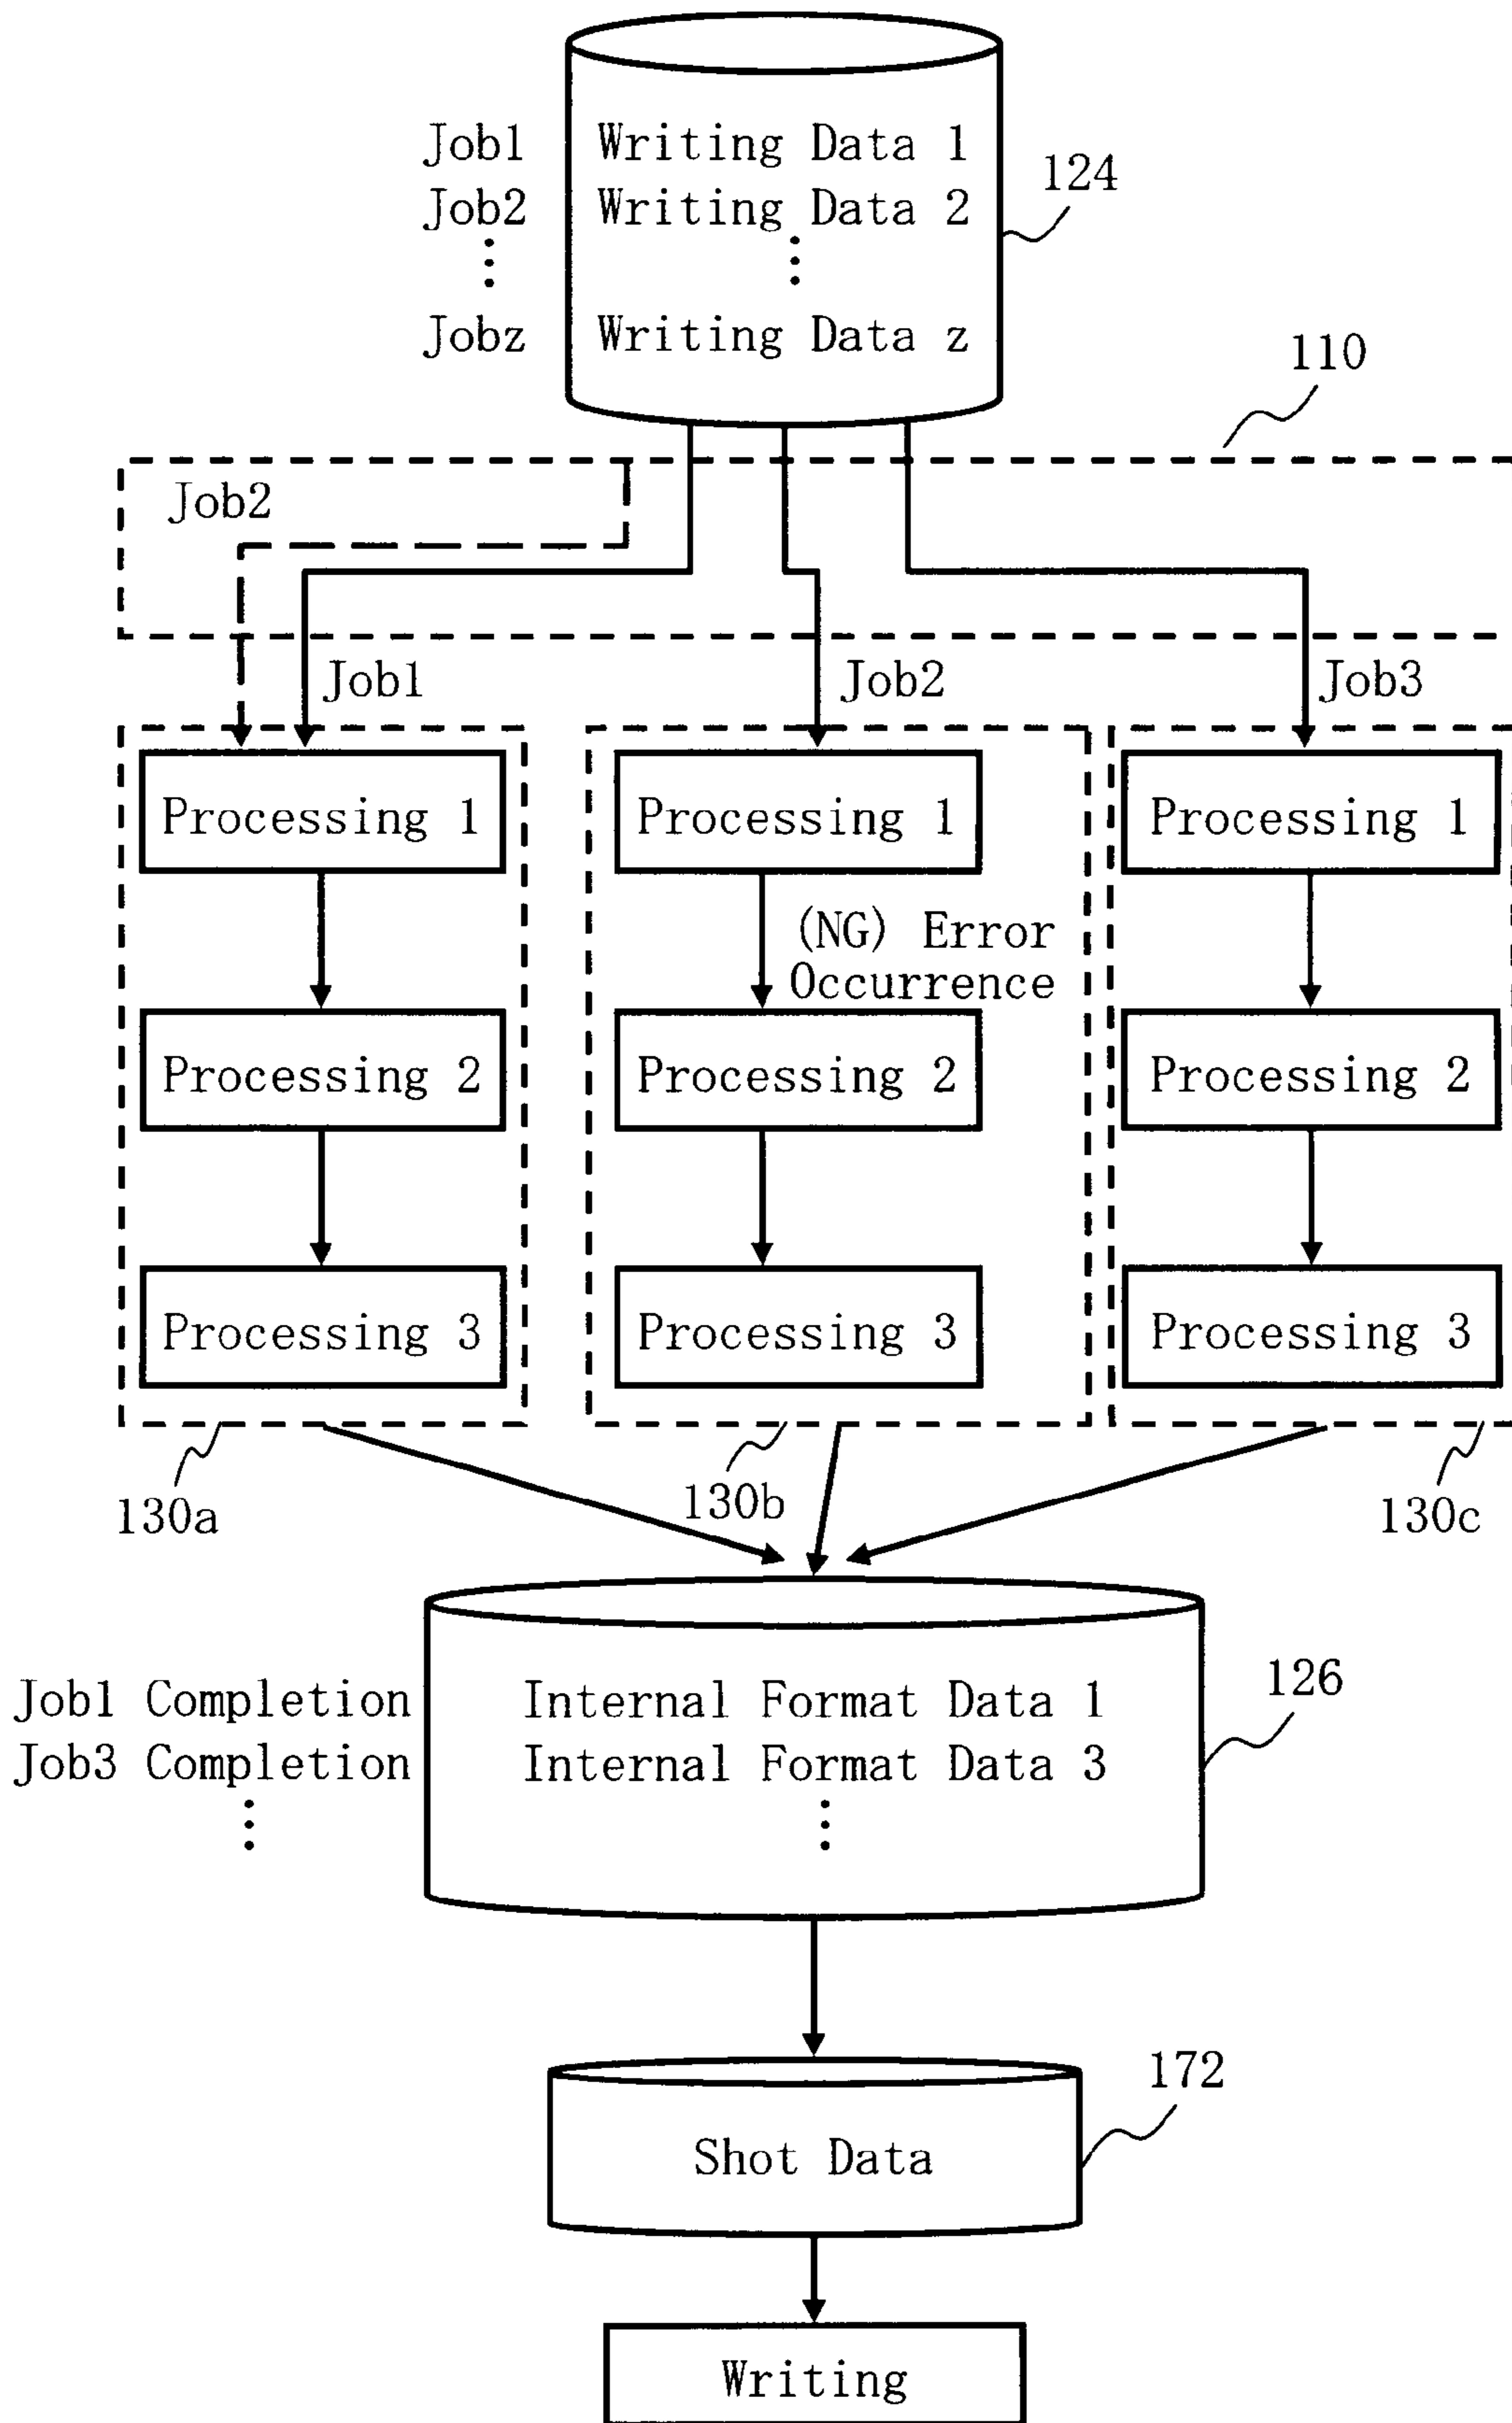 Job1 Writing Data 1
124
Job2 Writing Data 2
Jobz Writing Data z
110
Job2
Job1 Job2 Job3
Processing 1 Processing 1 Processing 1
(NG) Error
Occurrence
Processing 2 Processing 2 Processing 2
Processing 3 Processing 3 Processing 3
130a 130b 130c
Job1 Completion Internal Format Data 1
126
Job3 Completion Internal Format Data 3
172
Shot Data
Writing